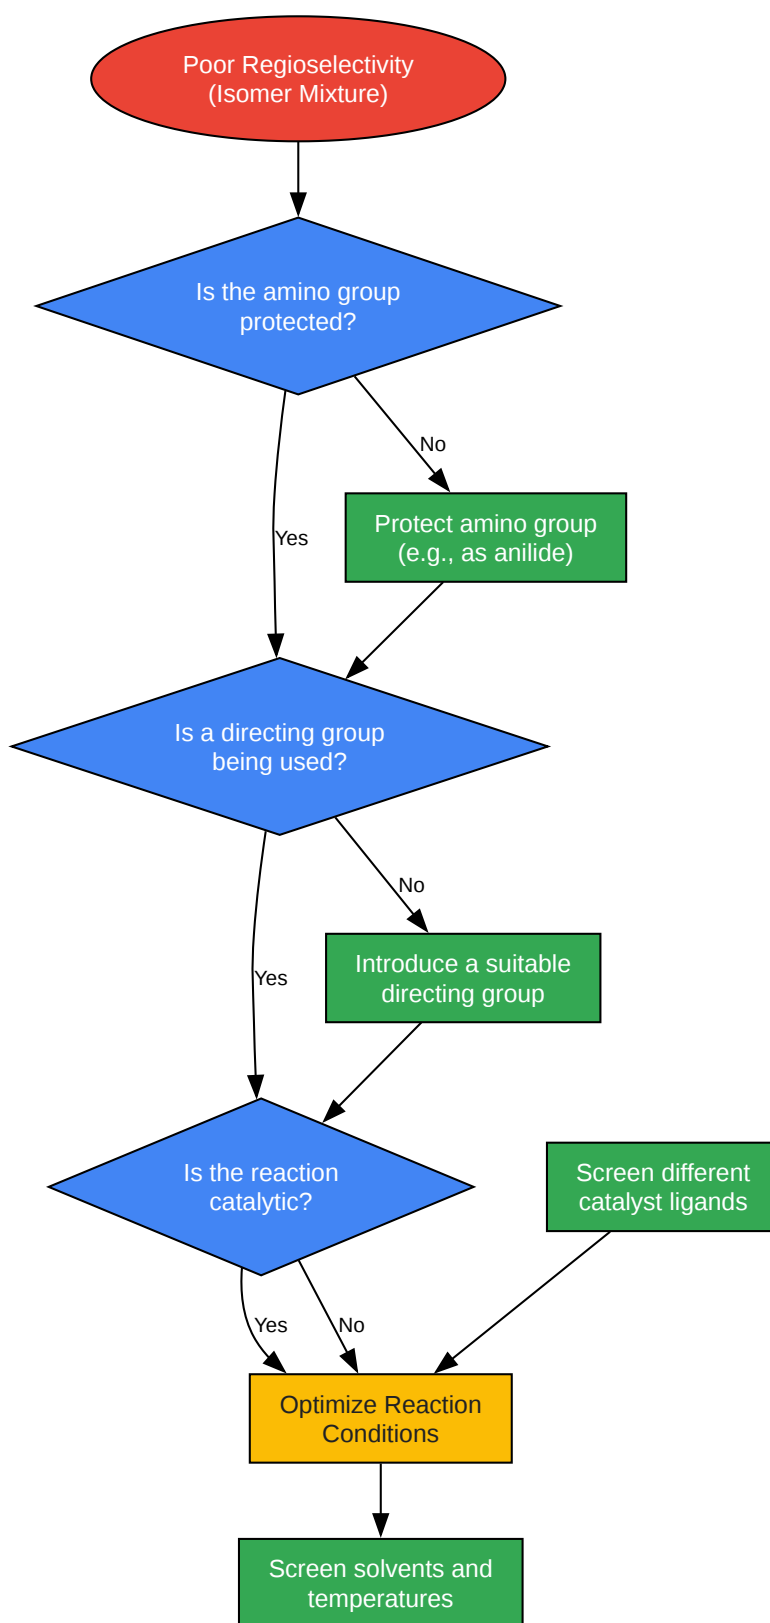 Poor Regioselectivity
(Isomer Mixture)
Is the amino group
protected?
No
Protect amino group
(e.g., as anilide)
Yes
Is a directing group
being used?
No
Introduce a suitable
directing group
Yes
Is the reaction
catalytic?
Screen different
catalyst ligands
Yes
No
Optimize Reaction
Conditions
Screen solvents and
temperatures